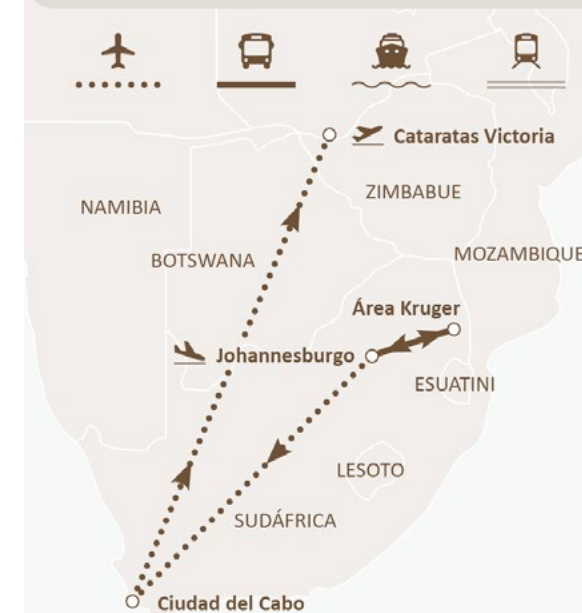 Cataratas Victoria
ZIMBABUE
NAMIBIA
BOTSWANA
MOZAMBIQUE
Área Kruger
Johannesburgo
ESUATINI
LESOTO
SUDÁFRICA
Ciudad del Cabo